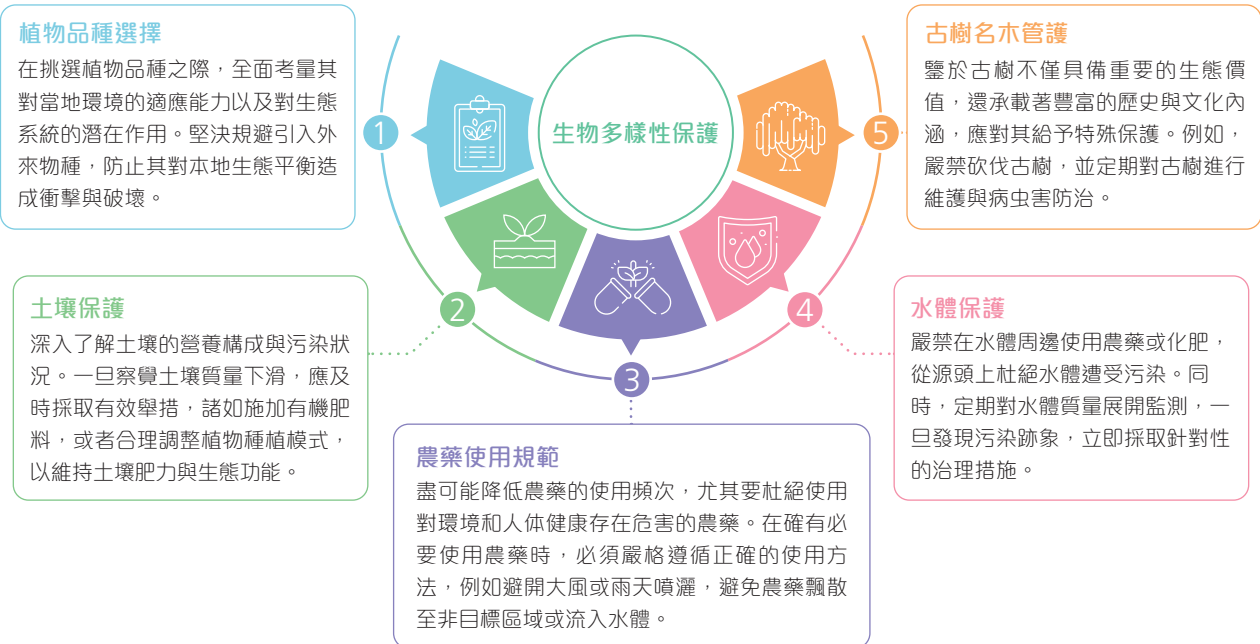 植物品種選擇
在挑選植物品種之際，全面考量其
對當地環境的適應能力以及對生態
系統的潛在作用。堅決規避引入外
來物種，防止其對本地生態平衡造
成衝擊與破壞。
1
土壤保護
深入了解土壤的營養構成與污染狀
況。一旦察覺土壤質量下滑，應及
時採取有效舉措，諸如施加有機肥
料，或者合理調整植物種植模式，
以維持土壤肥力與生態功能。
2
生物多樣性保護
3
農藥使用規範
盡可能降低農藥的使用頻次，尤其要杜絕使用
對環境和人体健康存在危害的農藥。在確有必
要使用農藥時，必須嚴格遵循正確的使用方
法，例如避開大風或雨天噴灑，避免農藥飄散
至非目標區域或流入水體。
4
水體保護
嚴禁在水體周邊使用農藥或化肥，
從源頭上杜絕水體遭受污染。同
時，定期對水體質量展開監測，一
旦發現污染跡象，立即採取針對性
的治理措施。
5
古樹名木管護
鑒於古樹不僅具備重要的生態價
值，還承載著豐富的歷史與文化內
涵，應對其給予特殊保護。例如，
嚴禁砍伐古樹，並定期對古樹進行
維護與病虫害防治。